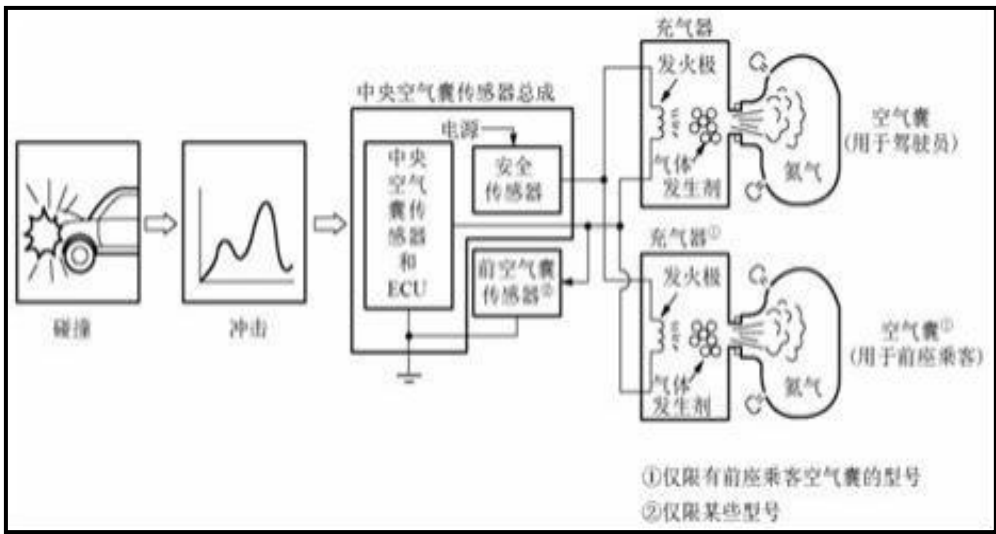 充气器
发火极
中央空气囊传感器总成
电源
中央空气囊传感器和ECU
安全
传感器
气体
发生剂
氮气
空气囊
(用于驾驶员)
充气器①
前空气囊
传感器②
发火极
气体
发生剂
氮气
空气囊①
(用于前座乘客)
碰撞
冲击
①仅限有前座乘客空气囊的型号
②仅限某些型号